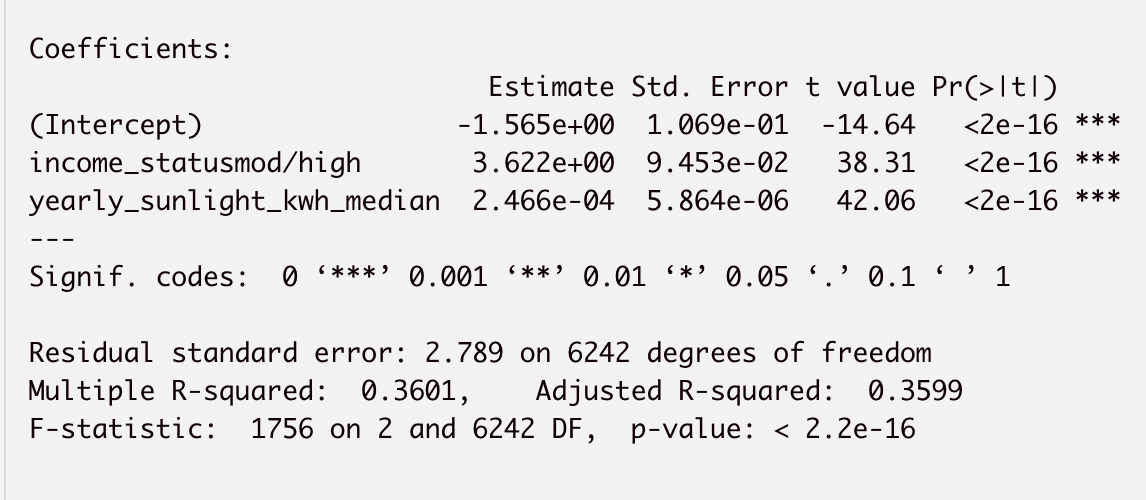 Coefficients:
Estimate Std. Error t value Pr(>|t|)
(Intercept) -1.565e+00 1.069e-01 -14.64 <2e-16 ***
income_statusmod/high 3.622e+00 9.453e-02 38.31 <2e-16 ***
yearly_sunlight_kwh_median 2.466e-04 5.864e-06 42.06 <2e-16 ***
---
Signif. codes: 0 ‘***’ 0.001 ‘**’ 0.01 ‘*’ 0.05 ‘.’ 0.1 ‘ ’ 1
Residual standard error: 2.789 on 6242 degrees of freedom
Multiple R-squared: 0.3601, Adjusted R-squared: 0.3599
F-statistic: 1756 on 2 and 6242 DF, p-value: < 2.2e-16